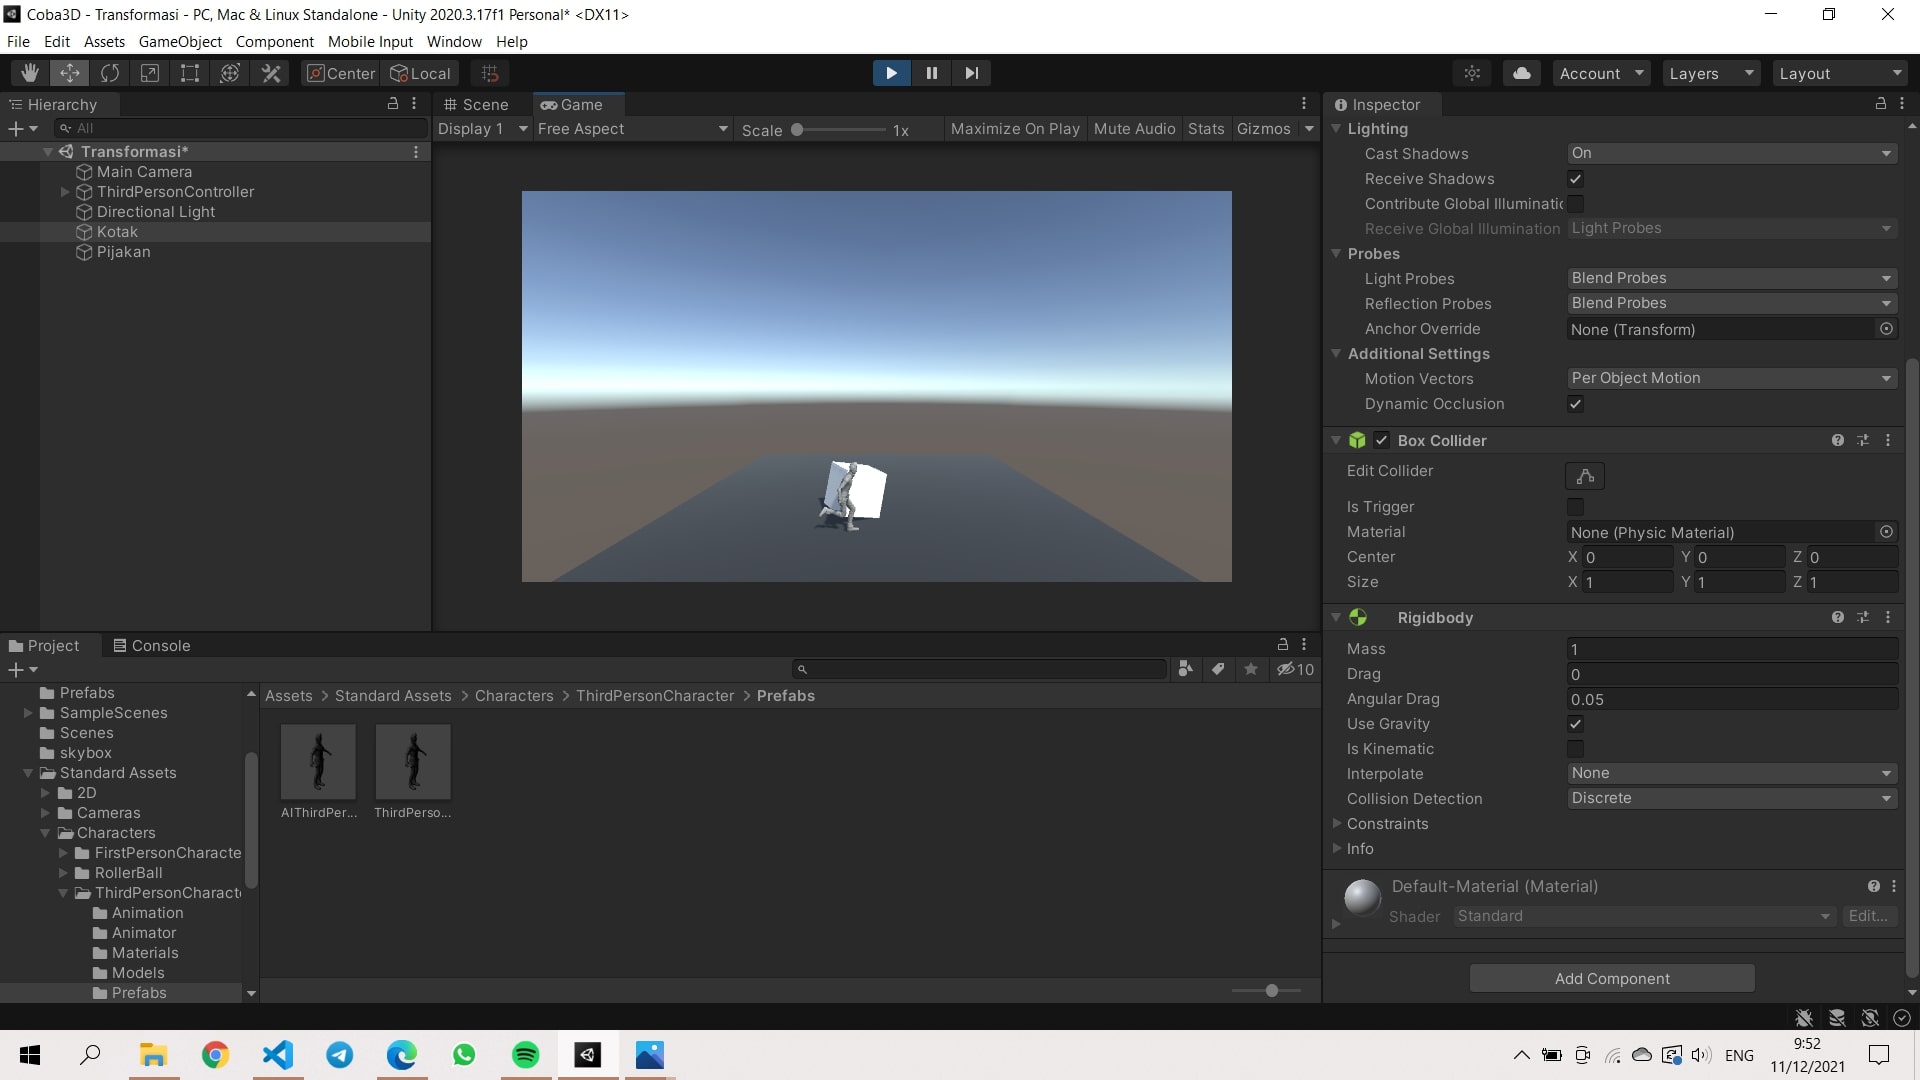 Coba3D - Transformasi - PC, Mac & Linux Standalone - Unity 2020.3.17f1 Personal* <DX11>
File Edit Assets GameObject Component Mobile Input Window Help
Center Local Account Layers Layout
Hierarchy
All
Transformasi*
Main Camera
ThirdPersonController
Directional Light
Kotak
Pijakan
Scene Game
Display 1 Free Aspect Scale 1x Maximize On Play Mute Audio Stats Gizmos
Inspector
Lighting
Cast Shadows On
Receive Shadows
Contribute Global Illuminatic
Receive Global Illumination Light Probes
Probes
Light Probes Blend Probes
Reflection Probes Blend Probes
Anchor Override None (Transform)
Additional Settings
Motion Vectors Per Object Motion
Dynamic Occlusion
Box Collider
Edit Collider
Is Trigger
Material None (Physic Material)
Center X 0 Y 0 Z 0
Size X 1 Y 1 Z 1
Rigidbody
Mass 1
Drag 0
Angular Drag 0.05
Use Gravity
Is Kinematic
Interpolate None
Collision Detection Discrete
Constraints
Info
Default-Material (Material)
Shader Standard Edit...
Add Component
Project Console
10
Prefabs
SampleScenes
Scenes
skybox
Standard Assets
2D
Cameras
Characters
FirstPersonCharacte
RollerBall
ThirdPersonCharact
Animation
Animator
Materials
Models
Prefabs
Assets > Standard Assets > Characters > ThirdPersonCharacter > Prefabs
AIThirdPer... ThirdPerso...
ENG
9:52
11/12/2021